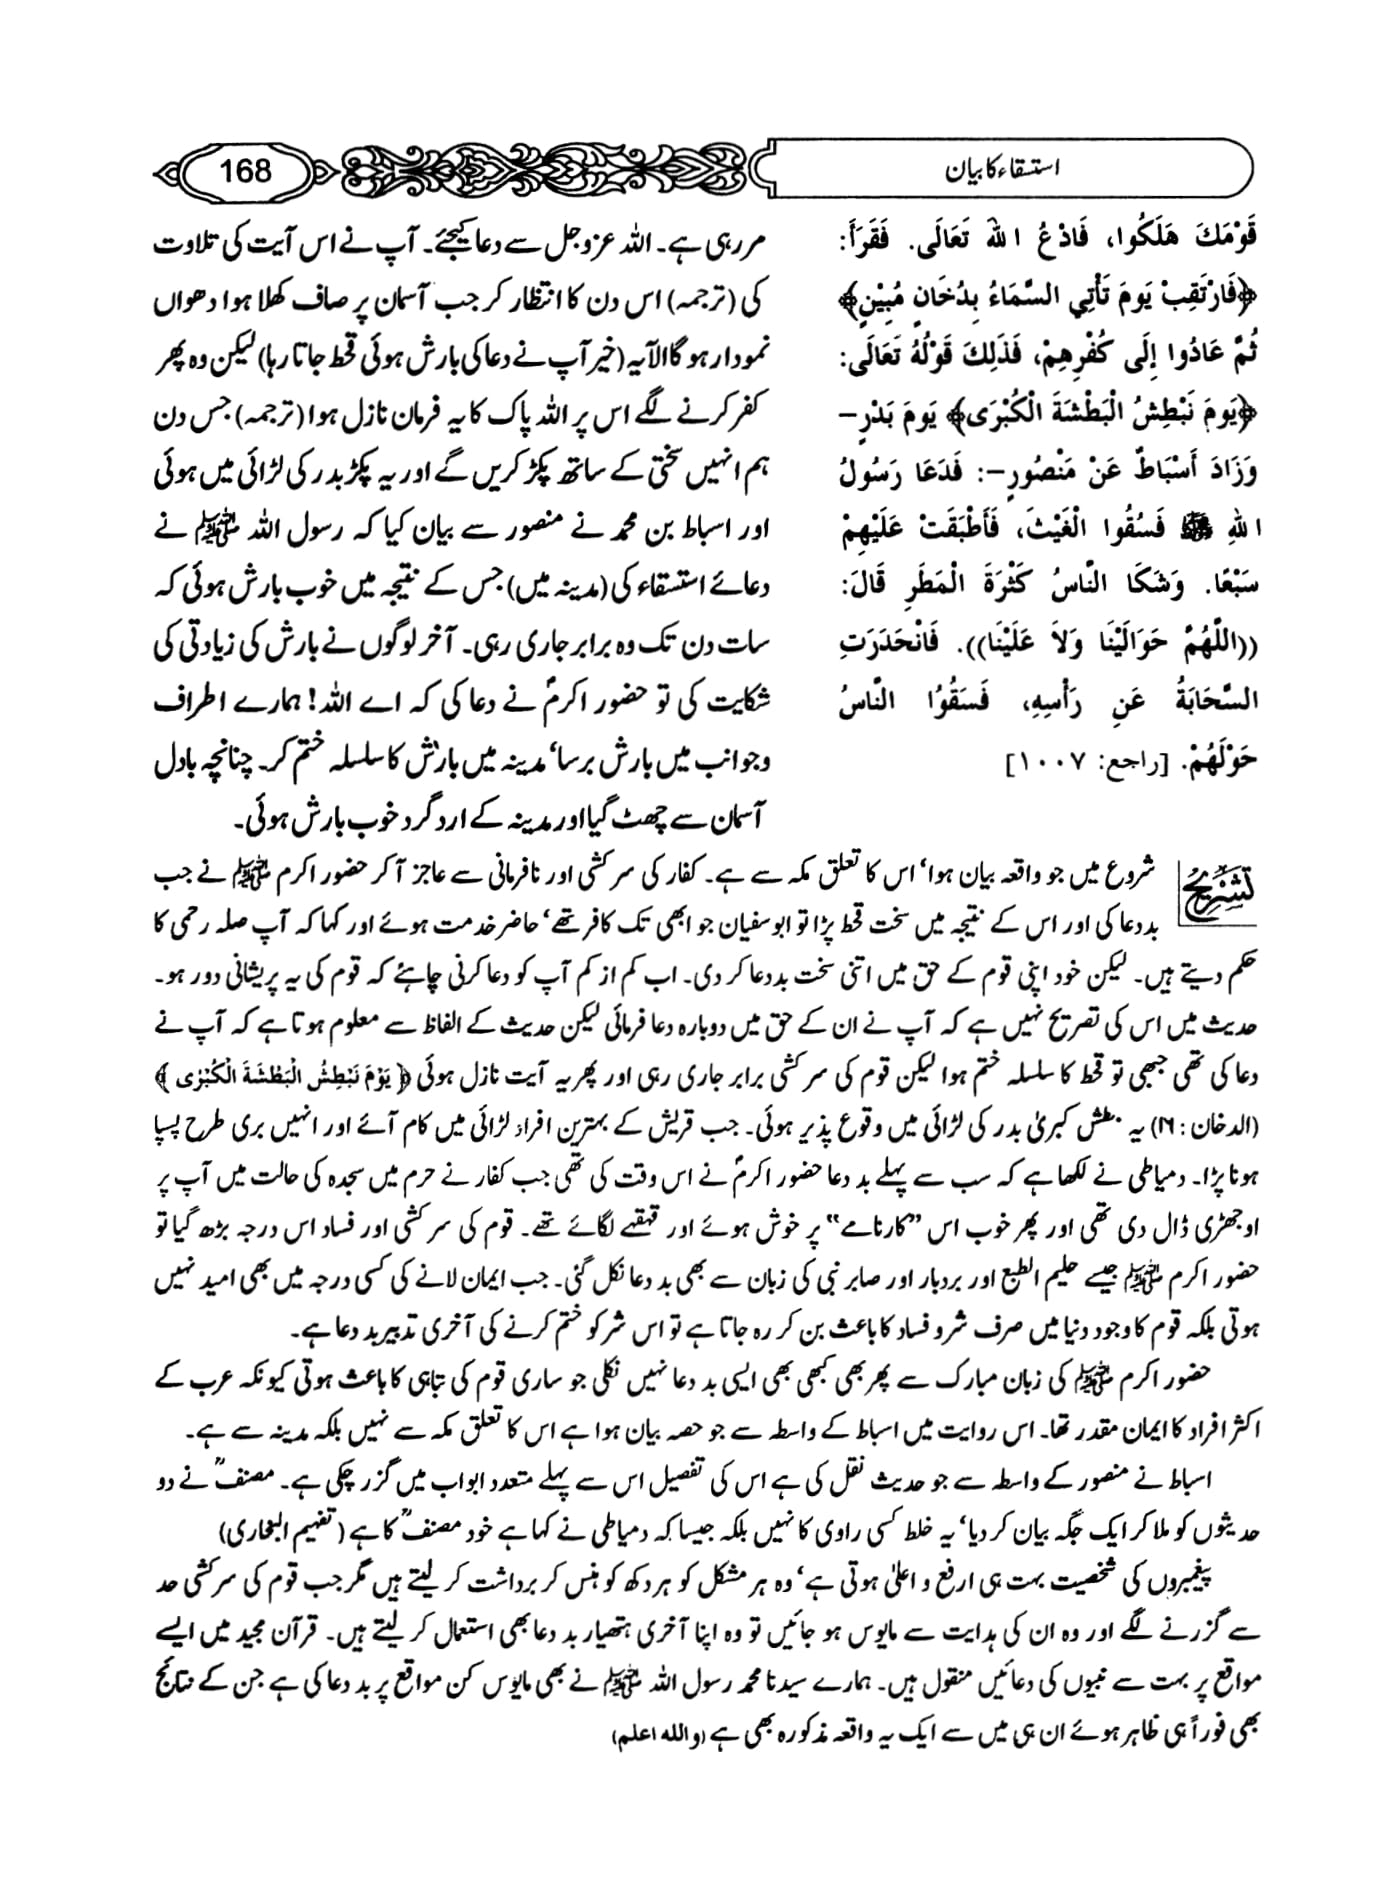 استسقاء کا بیان
168
قَوْمَكَ هَلَكُوا، فَادْعُ اللهَ تَعَالَى. فَقَرَأَ:
﴿فَارْتَقِبْ يَومَ تَأْتِي السَّمَاءُ بِدُخَانٍ مُبِيْنٍ﴾
ثُمَّ عَادُوا إِلَى كُفْرِهِمْ، فَذَلِكَ قَوْلُهُ تَعَالَى:
﴿يَومَ نَبْطِشُ الْبَطْشَةَ الْكُبْرَى﴾ يَومَ بَدْرٍ –
وَزَادَ أَسْبَاطٌ عَنْ مَنْصُورٍ –: فَدَعَا رَسُولُ
اللهِ ﷺ فَسُقُوا الْغَيْثَ، فَأَطْبَقَتْ عَلَيْهِمْ
سَبْعًا. وَشَكَا النَّاسُ كَثْرَةَ الْمَطَرِ قَالَ:
((اللَّهُمَّ حَوَالَيْنَا وَلاَ عَلَيْنَا)). فَانْحَدَرَتِ
السَّحَابَةُ عَنِ رَأْسِهِ، فَسَقُوا النَّاسُ
حَوْلَهُمْ. [راجع: ١٠٠٧]
مر رہی ہے۔ اللہ عزوجل سے دعا کیجئے۔ آپ نے اس آیت کی تلاوت
کی (ترجمہ) اس دن کا انتظار کر جب آسمان پر صاف کھلا ہوا دھواں
نمودار ہو گا الآیہ (خیر آپ نے دعا کی بارش ہوئی قحط جاتا رہا) لیکن وہ پھر
کفر کرنے لگے اس پر اللہ پاک کا یہ فرمان نازل ہوا (ترجمہ) جس دن
ہم انہیں سختی کے ساتھ پکڑ کریں گے اور یہ پکڑ بدر کی لڑائی میں ہوئی
اور اسباط بن محمد نے منصور سے بیان کیا کہ رسول اللہ ﷺ نے
دعائے استسقاء کی (مدینہ میں) جس کے نتیجہ میں خوب بارش ہوئی کہ
سات دن تک وہ برابر جاری رہی۔ آخر لوگوں نے بارش کی زیادتی کی
شکایت کی تو حضور اکرمؐ نے دعا کی کہ اے اللہ! ہمارے اطراف
و جوانب میں بارش برسا‘ مدینہ میں بارش کا سلسلہ ختم کر۔ چنانچہ بادل
آسمان سے چھٹ گیا اور مدینہ کے ارد گرد خوب بارش ہوئی۔
تشریح شروع میں جو واقعہ بیان ہوا‘ اس کا تعلق مکہ سے ہے۔ کفار کی سرکشی اور نافرمانی سے عاجز آ کر حضور اکرم ﷺ نے جب
بددعا کی اور اس کے نتیجہ میں سخت قحط پڑا تو ابو سفیان جو ابھی تک کافر تھے‘ حاضر خدمت ہوئے اور کہا کہ آپ صلہ رحمی کا
حکم دیتے ہیں۔ لیکن خود اپنی قوم کے حق میں اتنی سخت بددعا کر دی۔ اب کم از کم آپ کو دعا کرنی چاہئے کہ قوم کی یہ پریشانی دور ہو۔
حدیث میں اس کی تصریح نہیں ہے کہ آپ نے ان کے حق میں دوبارہ دعا فرمائی لیکن حدیث کے الفاظ سے معلوم ہوتا ہے کہ آپ نے
دعا کی تھی جبھی تو قحط کا سلسلہ ختم ہوا لیکن قوم کی سرکشی برابر جاری رہی اور پھر یہ آیت نازل ہوئی ﴿ يَوْمَ نَبْطِشُ الْبَطْشَةَ الْكُبْرٰى ﴾
(الدخان : ١٦) یہ بطش کبریٰ بدر کی لڑائی میں وقوع پذیر ہوئی۔ جب قریش کے بہترین افراد لڑائی میں کام آئے اور انہیں بری طرح پسپا
ہونا پڑا۔ دمیاطی نے لکھا ہے کہ سب سے پہلے بد دعا حضور اکرمؐ نے اس وقت کی تھی جب کفار نے حرم میں سجدہ کی حالت میں آپ پر
اوجھڑی ڈال دی تھی اور پھر خوب اس ”کارنامے“ پر خوش ہوئے اور قہقہے لگائے تھے۔ قوم کی سرکشی اور فساد اس درجہ بڑھ گیا تو
حضور اکرم ﷺ جیسے حلیم الطبع اور بردبار اور صابر نبی کی زبان سے بھی بد دعا نکل گئی۔ جب ایمان لانے کی کسی درجہ میں بھی امید نہیں
ہوتی بلکہ قوم کا وجود دنیا میں صرف شر و فساد کا باعث بن کر رہ جاتا ہے تو اس شر کو ختم کرنے کی آخری تدبیر بد دعا ہے۔
حضور اکرم ﷺ کی زبان مبارک سے پھر بھی کبھی بھی ایسی بد دعا نہیں نکلی جو ساری قوم کی تباہی کا باعث ہوتی کیونکہ عرب کے
اکثر افراد کا ایمان مقدر تھا۔ اس روایت میں اسباط کے واسطہ سے جو حصہ بیان ہوا ہے اس کا تعلق مکہ سے نہیں بلکہ مدینہ سے ہے۔
اسباط نے منصور کے واسطہ سے جو حدیث نقل کی ہے اس کی تفصیل اس سے پہلے متعدد ابواب میں گزر چکی ہے۔ مصنفؒ نے دو
حدیثوں کو ملا کر ایک جگہ بیان کر دیا‘ یہ خلط کسی راوی کا نہیں بلکہ جیسا کہ دمیاطی نے کہا ہے خود مصنفؒ کا ہے (تفہیم البخاری)
پیغمبروں کی شخصیت بہت ہی ارفع و اعلیٰ ہوتی ہے‘ وہ ہر مشکل کو ہر دکھ کو ہنس کر برداشت کر لیتے ہیں مگر جب قوم کی سرکشی حد
سے گزرنے لگے اور وہ ان کی ہدایت سے مایوس ہو جائیں تو وہ اپنا آخری ہتھیار بد دعا بھی استعمال کر لیتے ہیں۔ قرآن مجید میں ایسے
مواقع پر بہت سے نبیوں کی دعائیں منقول ہیں۔ ہمارے سیدنا محمد رسول اللہ ﷺ نے بھی مایوس کن مواقع پر بد دعا کی ہے جن کے نتائج
بھی فوراً ہی ظاہر ہوئے ان ہی میں سے ایک یہ واقعہ مذکورہ بھی ہے (واللہ اعلم)